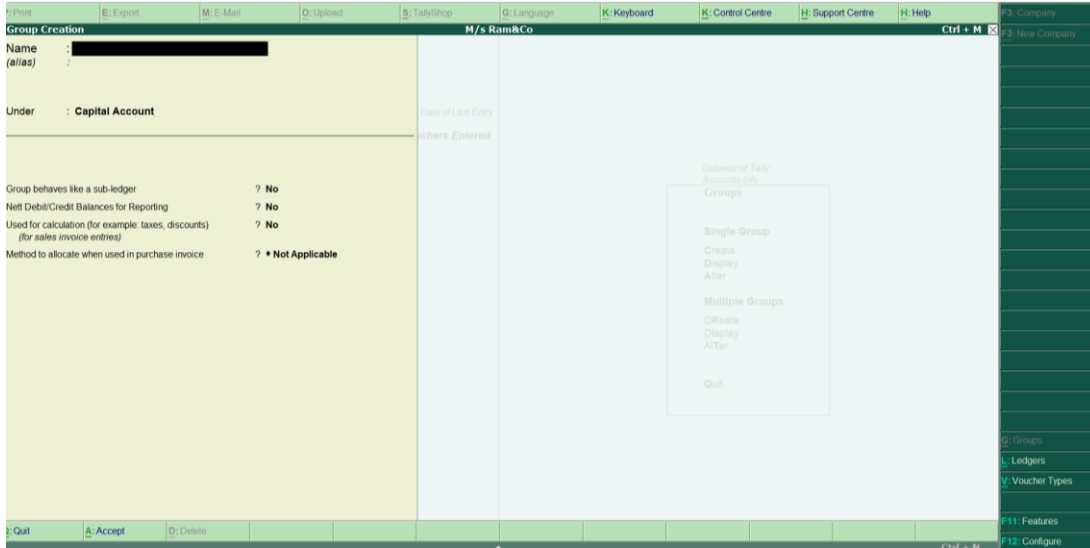 P: Print E: Export M: E-Mail O: Upload S: TallyShop G: Language K: Keyboard K: Control Centre H: Support Centre H: Help F3: Company
Group Creation M/s Ram&Co Ctrl + M F3: New Company
Name :
(alias) :
Under : Capital Account
Date of Last Entry
uchers Entered
Group behaves like a sub-ledger ? No
Nett Debit/Credit Balances for Reporting ? No
Used for calculation (for example: taxes, discounts) ? No
(for sales invoice entries)
Method to allocate when used in purchase invoice ? ♦ Not Applicable
Gateway of Tally
Accounts Info.
Groups
Single Group
Create
Display
Alter
Multiple Groups
CReate
DIsplay
AlTer
Quit
G: Groups
L: Ledgers
V: Voucher Types
F11: Features
F12: Configure
Q: Quit A: Accept D: Delete
Ctrl + N